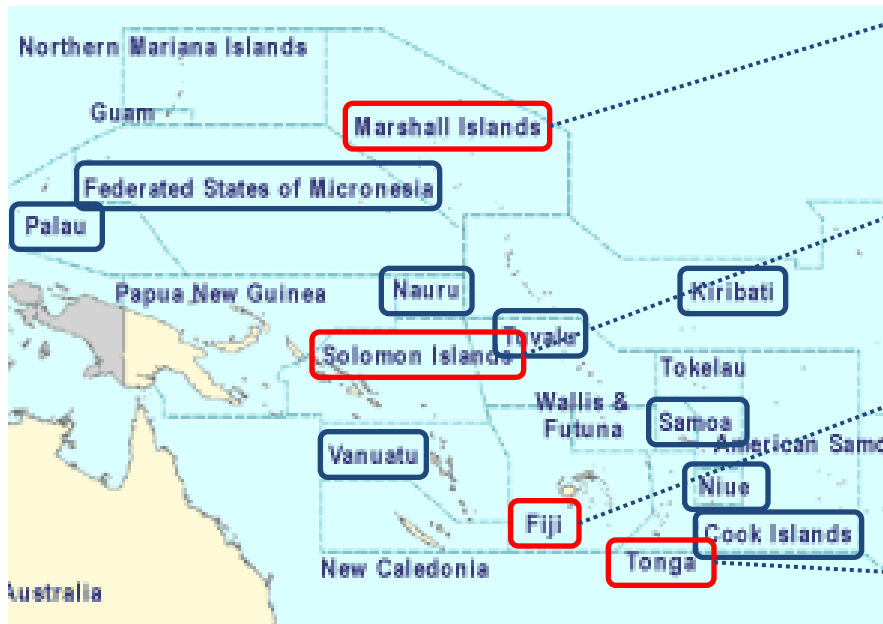 Northern Mariana Islands
Guam
Marshall Islands
Federated States of Micronesia
Palau
Nauru
Kiribati
Papua New Guinea
Tuvalu
Solomon Islands
Tokelau
Wallis &
Futuna
Samoa
American Samo
Vanuatu
Niue
Fiji
Cook Islands
Tonga
New Caledonia
Australia